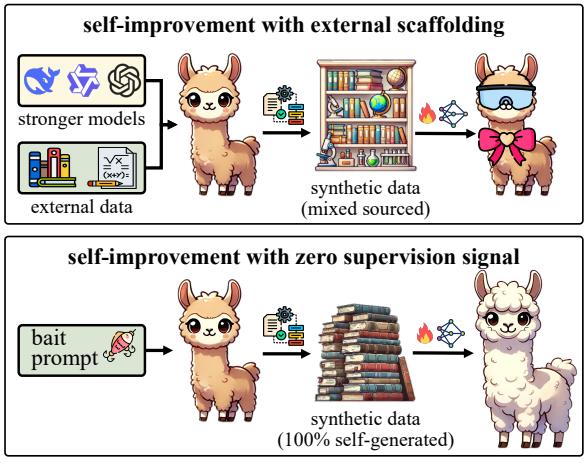 self-improvement with external scaffolding
stronger models
√x
(x+y)=
external data
synthetic data
(mixed sourced)
self-improvement with zero supervision signal
bait
prompt
synthetic data
(100% self-generated)